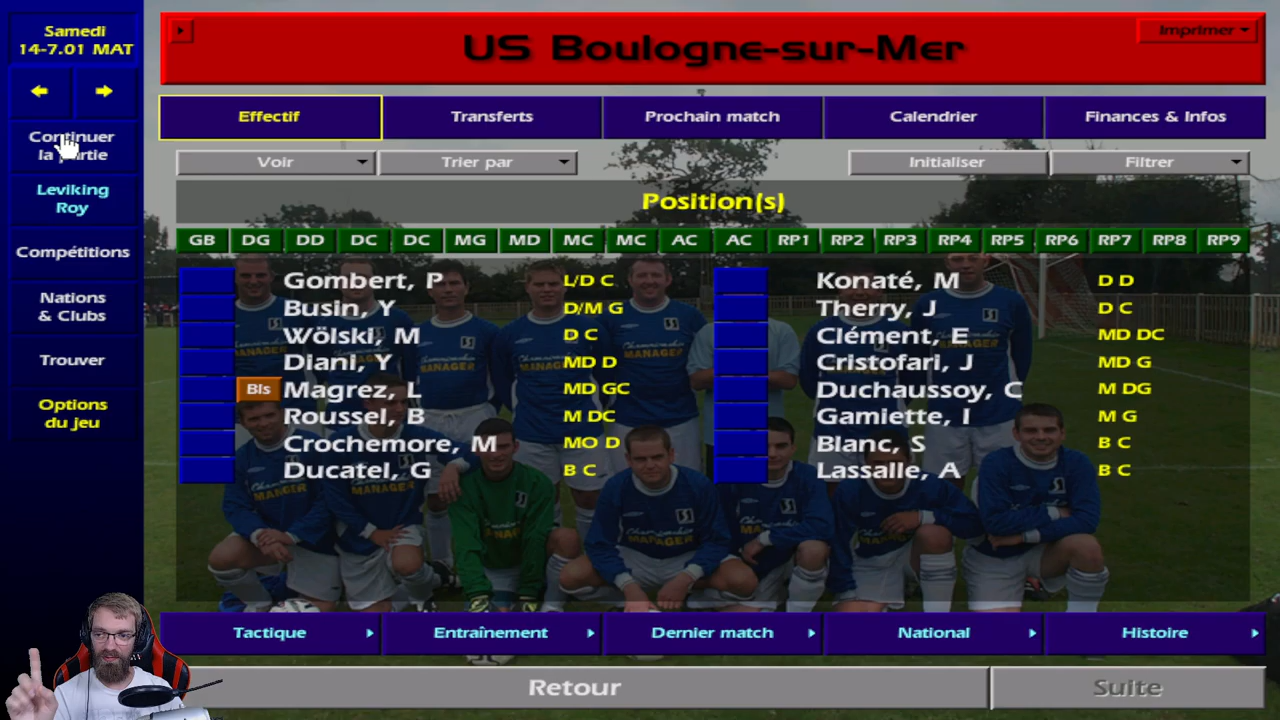 Samedi
14-7.01 MAT
Continuer
la partie
Leviking
Roy
Compétitions
Nations
& Clubs
Trouver
Options
du jeu
US Boulogne-sur-Mer
Imprimer
Effectif Transferts Prochain match Calendrier Finances & Infos
Voir Trier par Initialiser Filtrer
Position(s)
GB DG DD DC DC MG MD MC MC AC AC RP1 RP2 RP3 RP4 RP5 RP6 RP7 RP8 RP9
Gombert, P L/D C Konaté, M D D
Busin, Y D/M G Therry, J D C
Wölski, M D C Clément, E MD DC
Diani, Y MD D Cristofari, J MD G
Bls Magrez, L MD GC Duchaussoy, C M DG
Roussel, B M DC Gamiette, I M G
Crochemore, M MO D Blanc, S B C
Ducatel, G B C Lassalle, A B C
Tactique Entraînement Dernier match National Histoire
Retour Suite